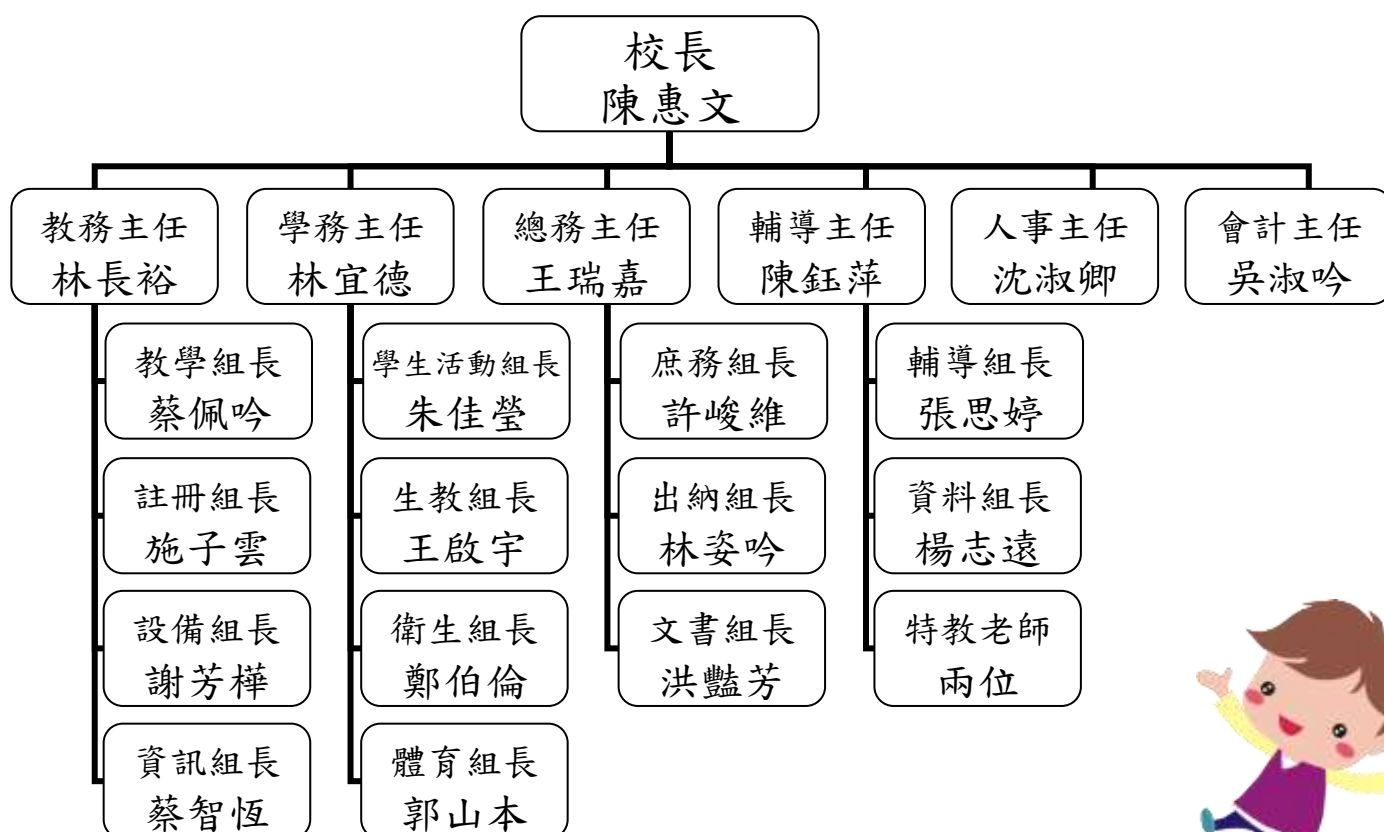 校長
陳惠文
教務主任
林長裕
學務主任
林宜德
總務主任
王瑞嘉
輔導主任
陳鈺萍
人事主任
沈淑卿
會計主任
吳淑吟
教學組長
蔡佩吟
學生活動組長
朱佳瑩
庶務組長
許峻維
輔導組長
張思婷
註冊組長
施子雲
生教組長
王啟宇
出納組長
林姿吟
資料組長
楊志遠
設備組長
謝芳樺
衛生組長
鄭伯倫
文書組長
洪豔芳
特教老師
兩位
資訊組長
蔡智恆
體育組長
郭山本